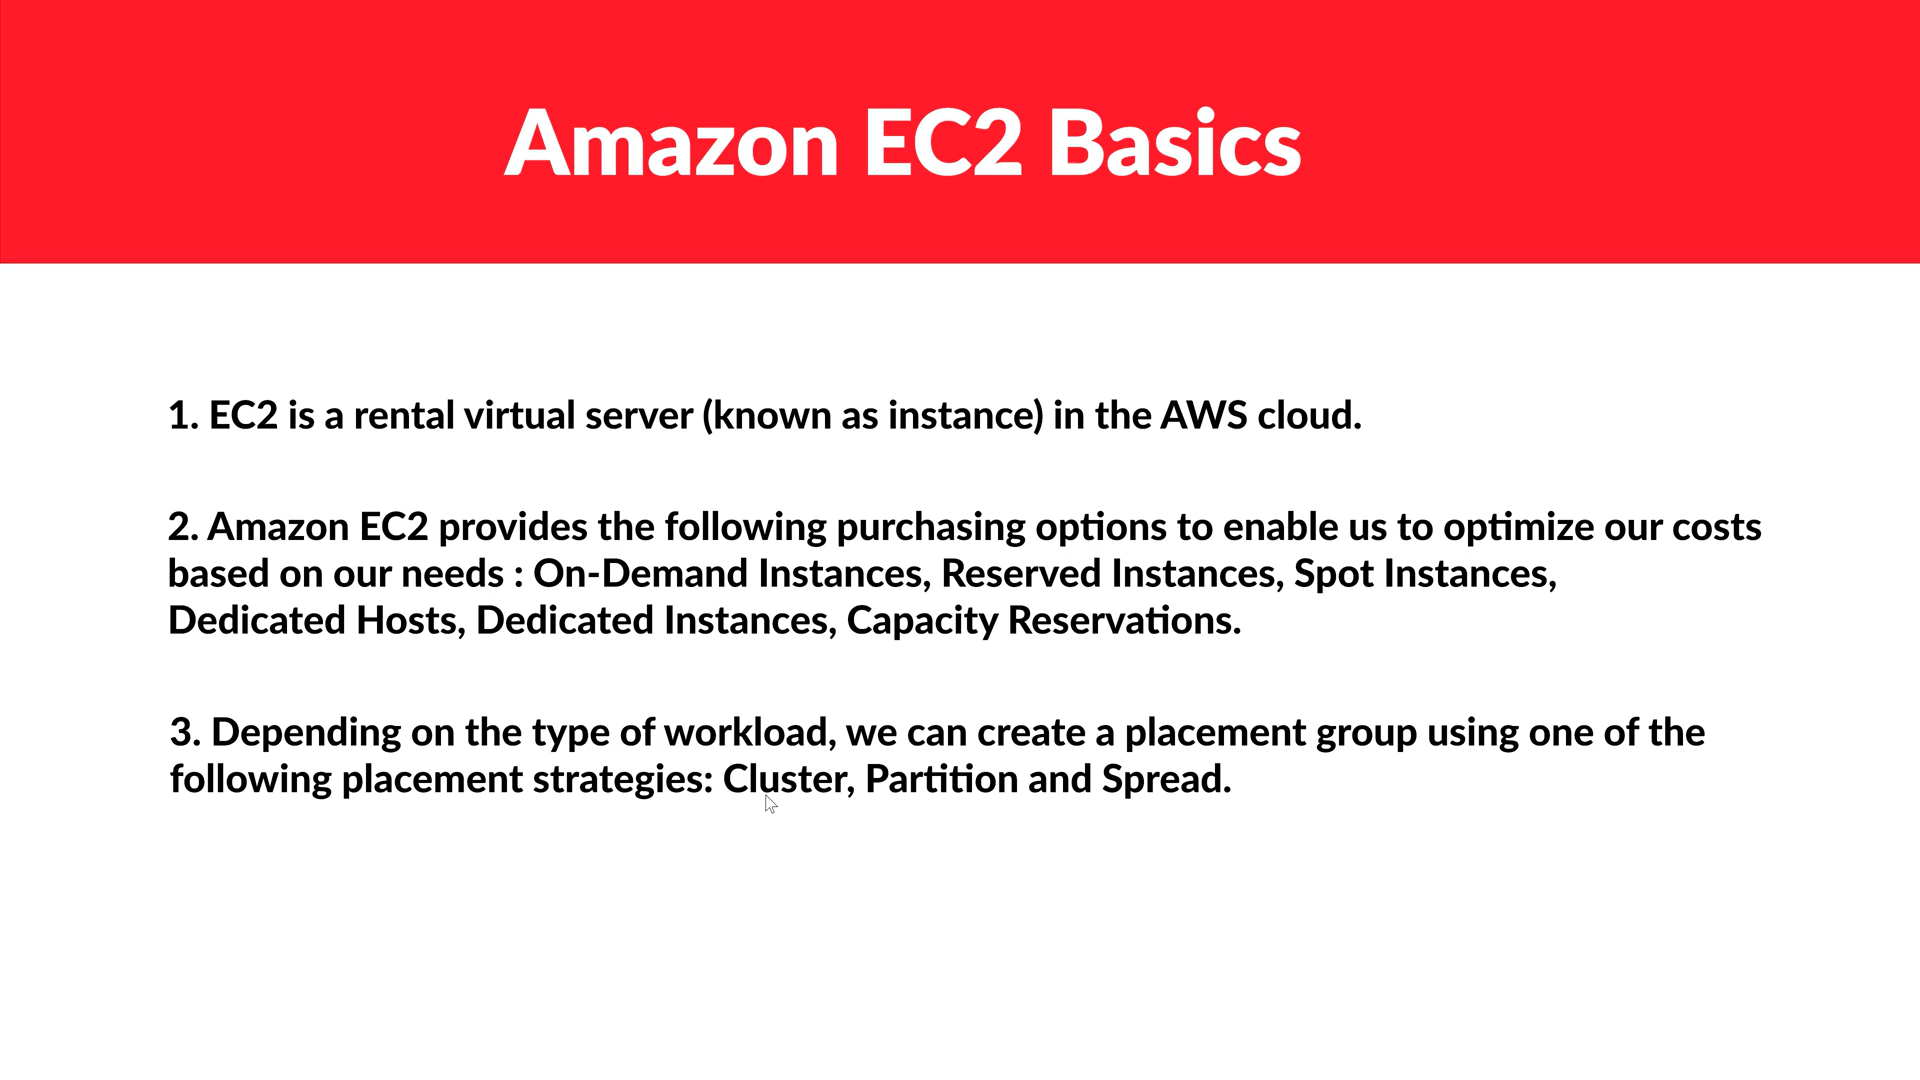 Amazon EC2 Basics
1. EC2 is a rental virtual server (known as instance) in the AWS cloud.
2. Amazon EC2 provides the following purchasing options to enable us to optimize our costs
based on our needs : On-Demand Instances, Reserved Instances, Spot Instances,
Dedicated Hosts, Dedicated Instances, Capacity Reservations.
3. Depending on the type of workload, we can create a placement group using one of the
following placement strategies: Cluster, Partition and Spread.